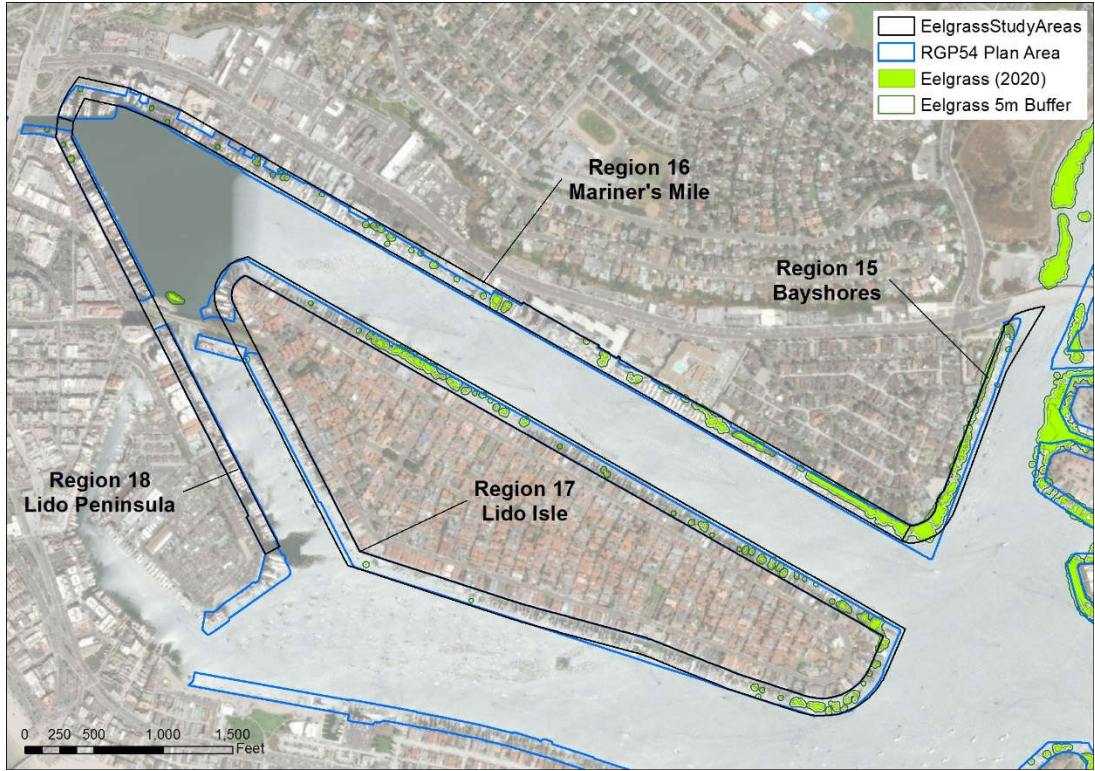 EelgrassStudyAreas
RGP54 Plan Area
Eelgrass (2020)
Eelgrass 5m Buffer
Region 16
Mariner's Mile
Region 15
Bayshores
Region 18
Lido Peninsula
Region 17
Lido Isle
0 250 500 1,000 1,500
Feet